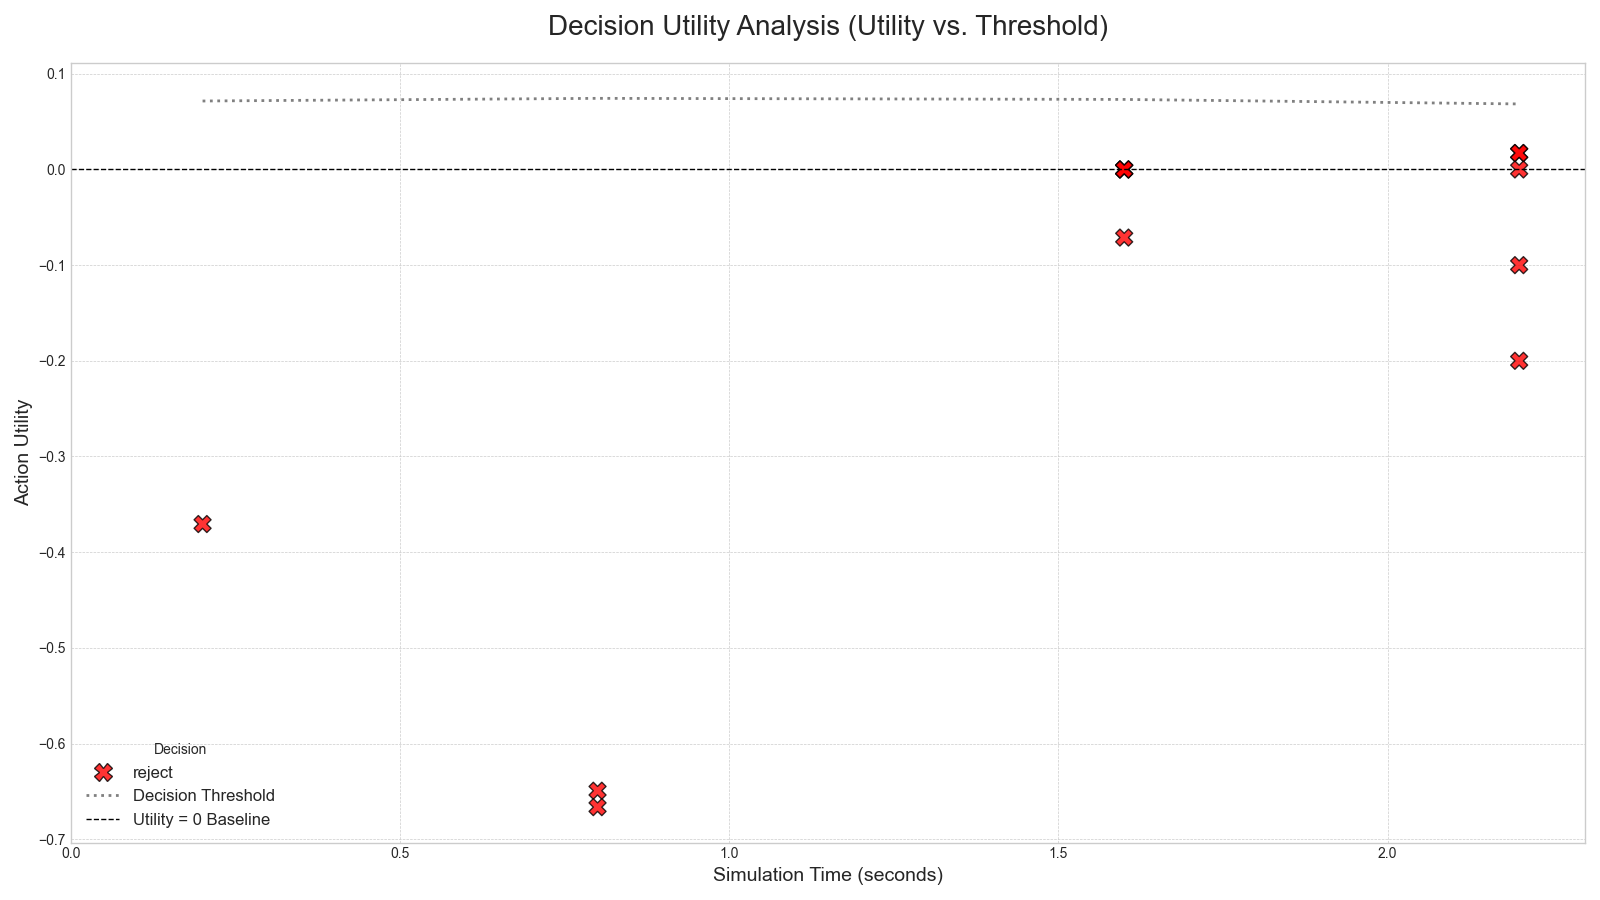 Decision Utility Analysis (Utility vs. Threshold)
Action Utility
0.1
0.0
−0.1
−0.2
−0.3
−0.4
−0.5
−0.6
−0.7
Decision
reject
Decision Threshold
Utility = 0 Baseline
0.0 0.5 1.0 1.5 2.0
Simulation Time (seconds)